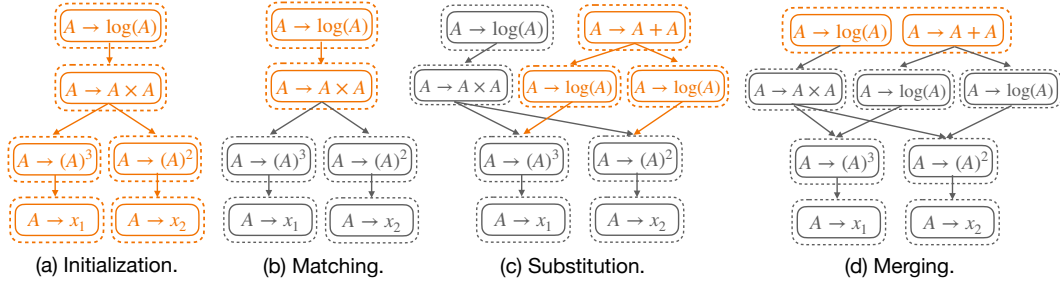 A → log(A)
A → A × A
A → (A)³
A → (A)²
A → x₁
A → x₂
(a) Initialization.
A → log(A)
A → A × A
A → (A)³
A → (A)²
A → x₁
A → x₂
(b) Matching.
A → log(A)
A → A + A
A → A × A
A → log(A)
A → log(A)
A → (A)³
A → (A)²
A → x₁
A → x₂
(c) Substitution.
A → log(A)
A → A + A
A → A × A
A → log(A)
A → log(A)
A → (A)³
A → (A)²
A → x₁
A → x₂
(d) Merging.